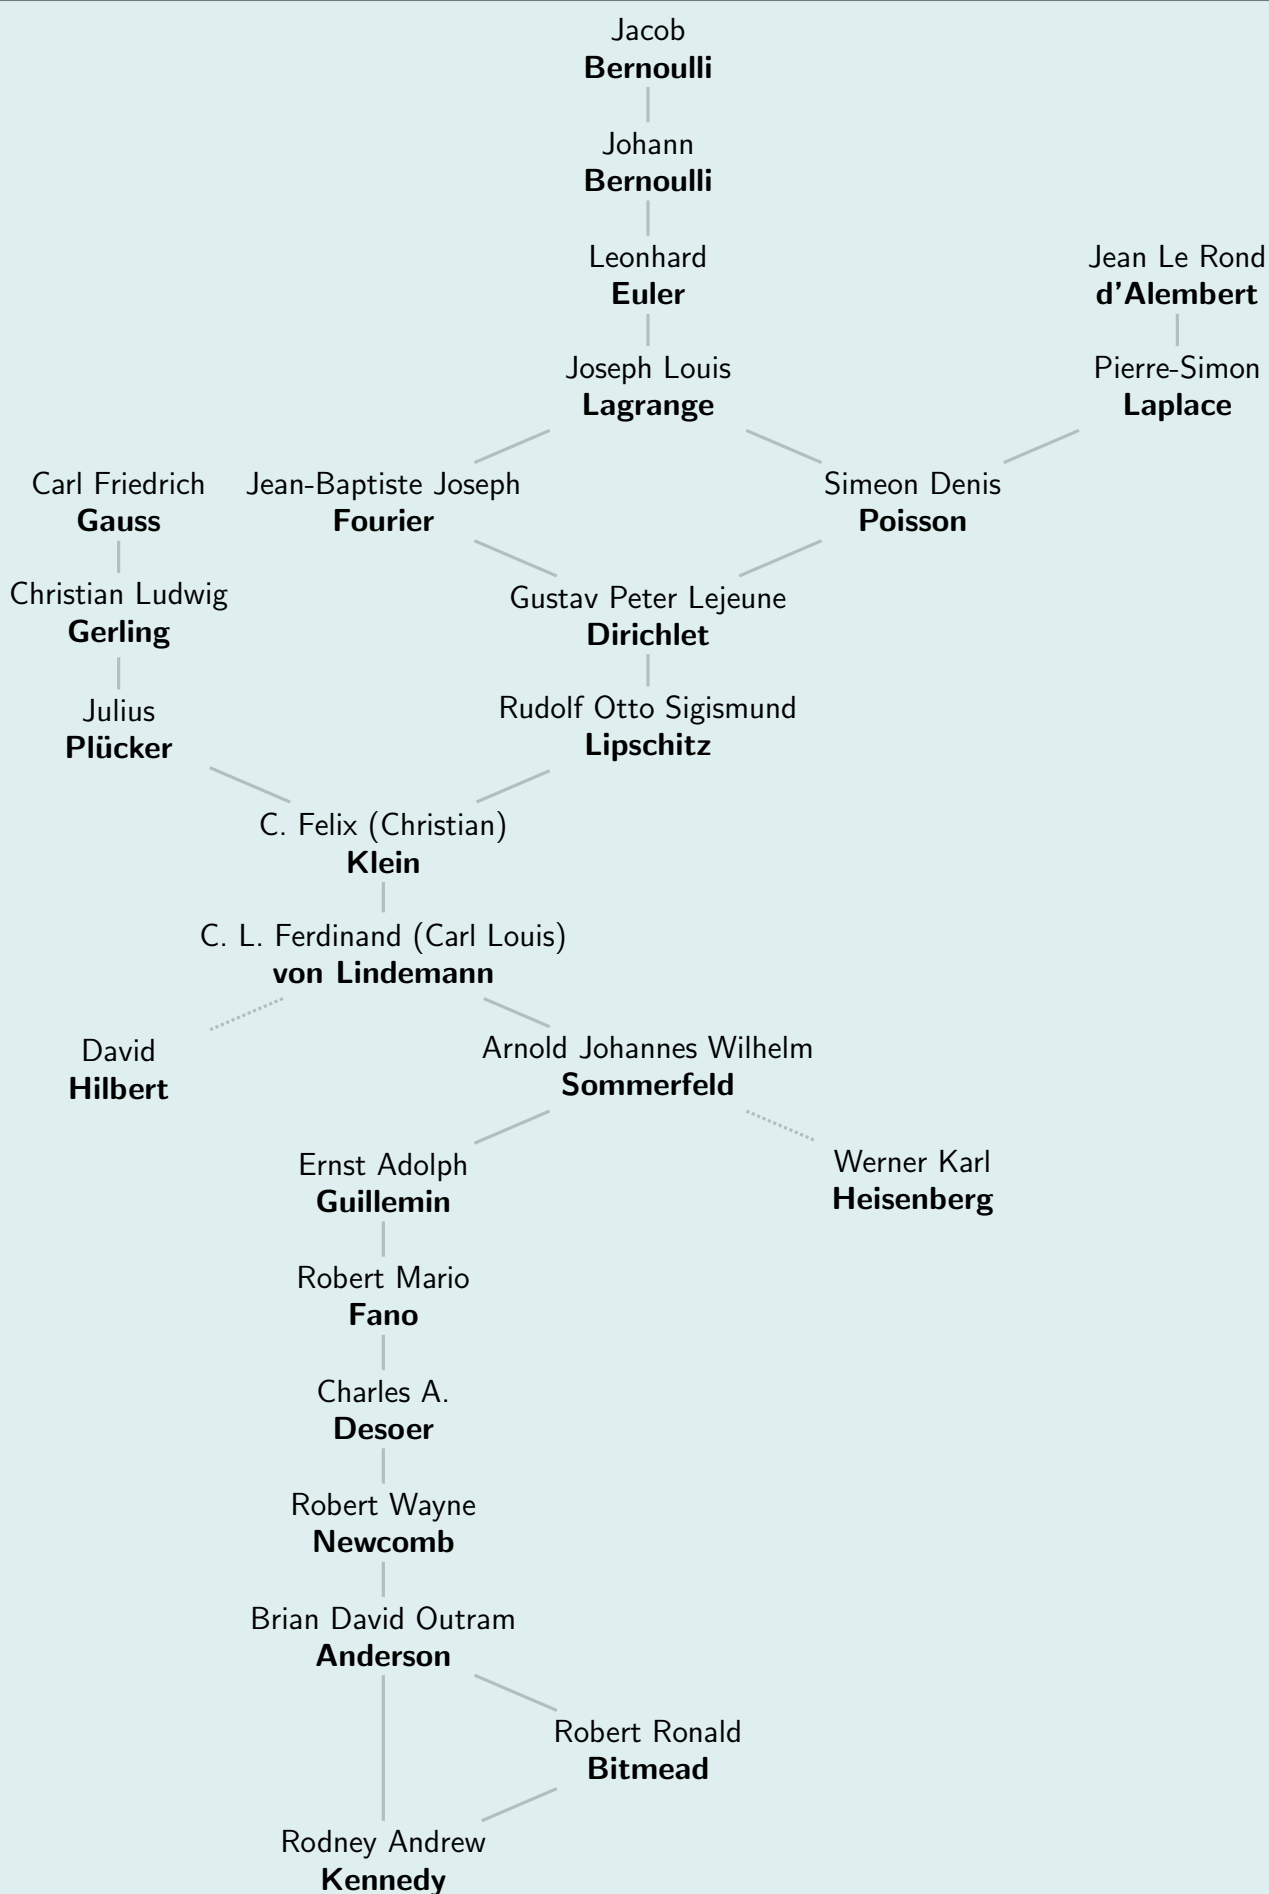 Jacob
Bernoulli
Johann
Bernoulli
Leonhard
Euler
Jean Le Rond
d'Alembert
Joseph Louis
Lagrange
Pierre-Simon
Laplace
Carl Friedrich
Gauss
Jean-Baptiste Joseph
Fourier
Simeon Denis
Poisson
Christian Ludwig
Gerling
Gustav Peter Lejeune
Dirichlet
Julius
Plücker
Rudolf Otto Sigismund
Lipschitz
C. Felix (Christian)
Klein
C. L. Ferdinand (Carl Louis)
von Lindemann
David
Hilbert
Arnold Johannes Wilhelm
Sommerfeld
Ernst Adolph
Guillemin
Werner Karl
Heisenberg
Robert Mario
Fano
Charles A.
Desoer
Robert Wayne
Newcomb
Brian David Outram
Anderson
Robert Ronald
Bitmead
Rodney Andrew
Kennedy